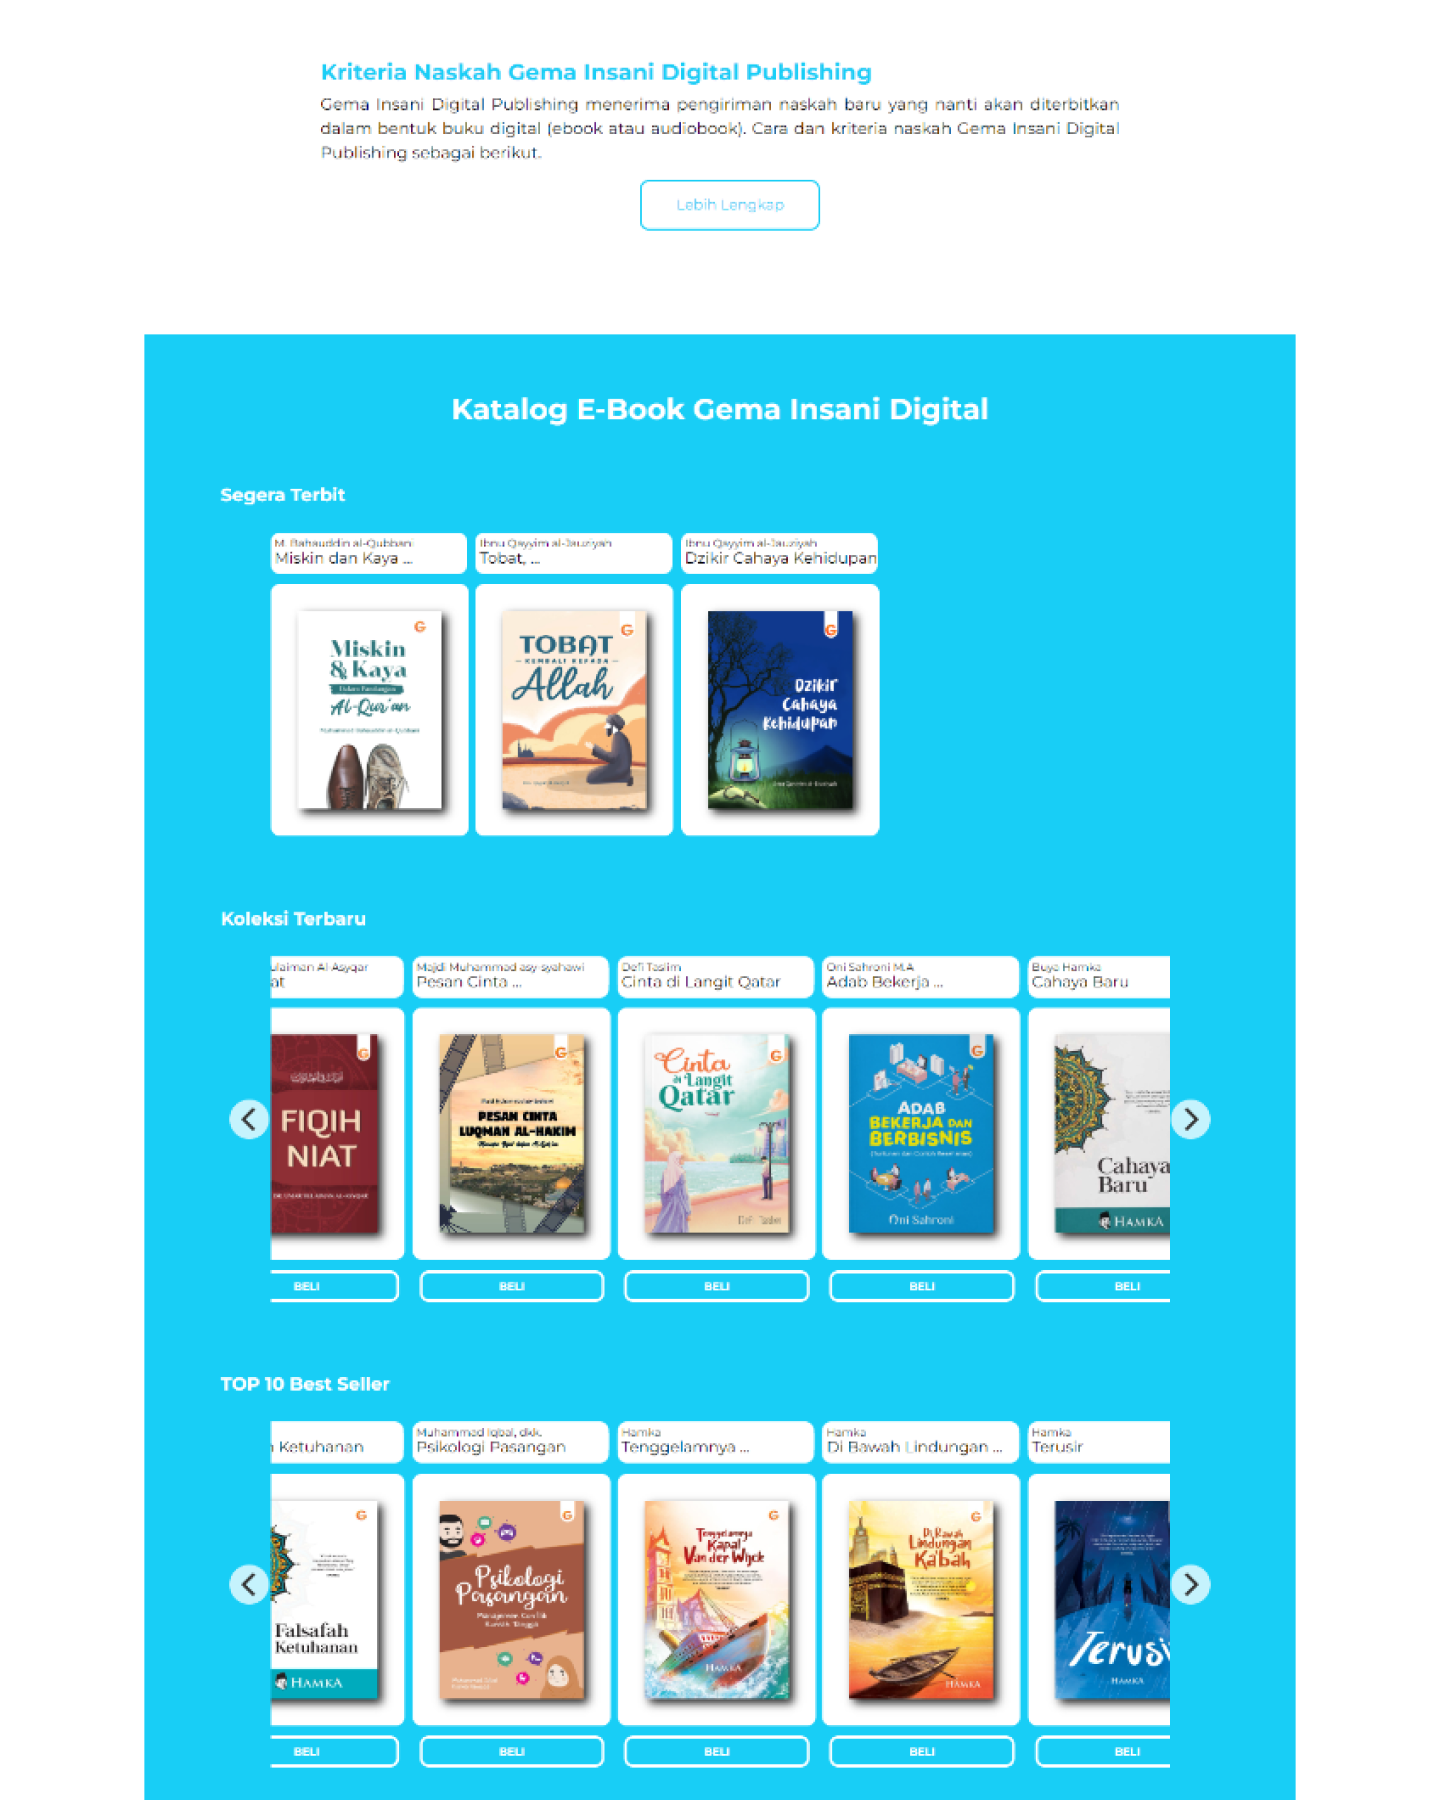 Kriteria Naskah Gema Insani Digital Publishing
Gema Insani Digital Publishing menerima pengiriman naskah baru yang nanti akan diterbitkan
dalam bentuk buku digital (ebook atau audiobook). Cara dan kriteria naskah Gema Insani Digital
Publishing sebagai berikut.
Lebih Lengkap
Katalog E-Book Gema Insani Digital
Segera Terbit
M. Bahauddin al-Qubbani
Miskin dan Kaya ...
Ibnu Qayyim al-Jauziyah
Tobat, ...
Ibnu Qayyim al-Jauziyah
Dzikir Cahaya Kehidupan
G
Miskin
& Kaya
Dalam Pandangan
Al-Qur'an
G
TOBAT
KEMBALI KEPADA
Allah
G
Dzikir
Cahaya
Kehidupan
Koleksi Terbaru
ulaiman Al-Asyqar
at
Majdi Muhammad asy-syahawi
Pesan Cinta ...
Defi Taslim
Cinta di Langit Qatar
Oni Sahroni M.A
Adab Bekerja ...
Buya Hamka
Cahaya Baru
G
FIQIH
NIAT
G
PESAN CINTA
LUQMAN AL-HAKIM
G
Cinta
di Langit
Qatar
G
ADAB
BEKERJA DAN
BERBISNIS
Oni Sahroni
Cahaya
Baru
HAMKA
BELI
BELI
BELI
BELI
BELI
TOP 10 Best Seller
Ketuhanan
Muhammad Iqbal, dkk.
Psikologi Pasangan
Hamka
Tenggelamnya ...
Hamka
Di Bawah Lindungan ...
Hamka
Terusir
G
Falsafah
Ketuhanan
HAMKA
G
Psikologi
Pasangan
Manajemen Konflik
Rumah Tangga
G
Tenggelamnya
Kapal
Van der Wijck
HAMKA
G
Di Bawah
Lindungan
Ka'bah
HAMKA
Terusi
HAMKA
BELI
BELI
BELI
BELI
BELI